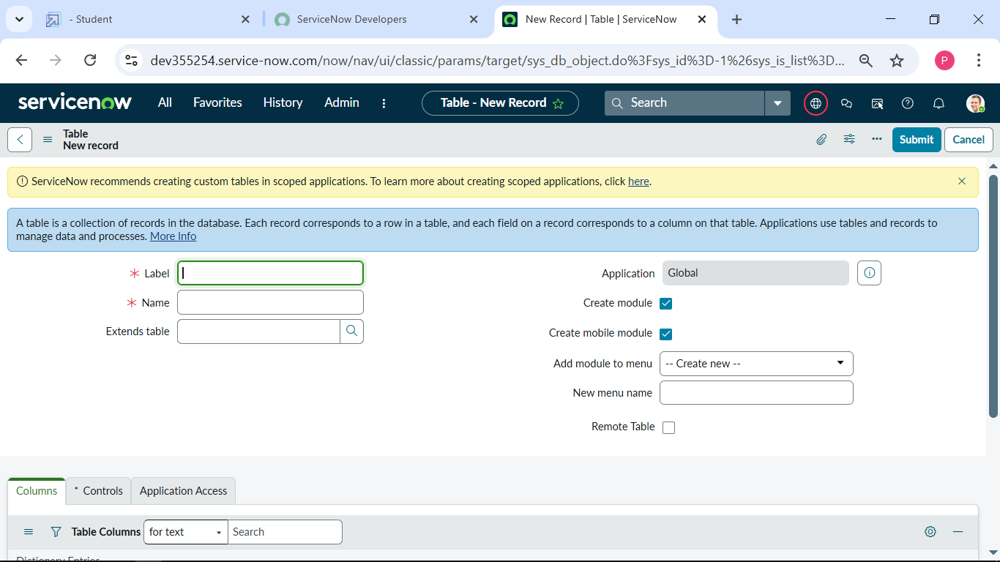 - Student
ServiceNow Developers
New Record | Table | ServiceNow
dev355254.service-now.com/now/nav/ui/classic/params/target/sys_db_object.do%3Fsys_id%3D-1%26sys_is_list%3D...
P
servicenow
All
Favorites
History
Admin
Table - New Record
Search
Table
New record
Submit
Cancel
ServiceNow recommends creating custom tables in scoped applications. To learn more about creating scoped applications, click here.
A table is a collection of records in the database. Each record corresponds to a row in a table, and each field on a record corresponds to a column on that table. Applications use tables and records to
manage data and processes. More Info
Label
Application
Global
Name
Create module
Extends table
Create mobile module
Add module to menu
-- Create new --
New menu name
Remote Table
Columns
* Controls
Application Access
Table Columns
for text
Search
Dictionary Entries